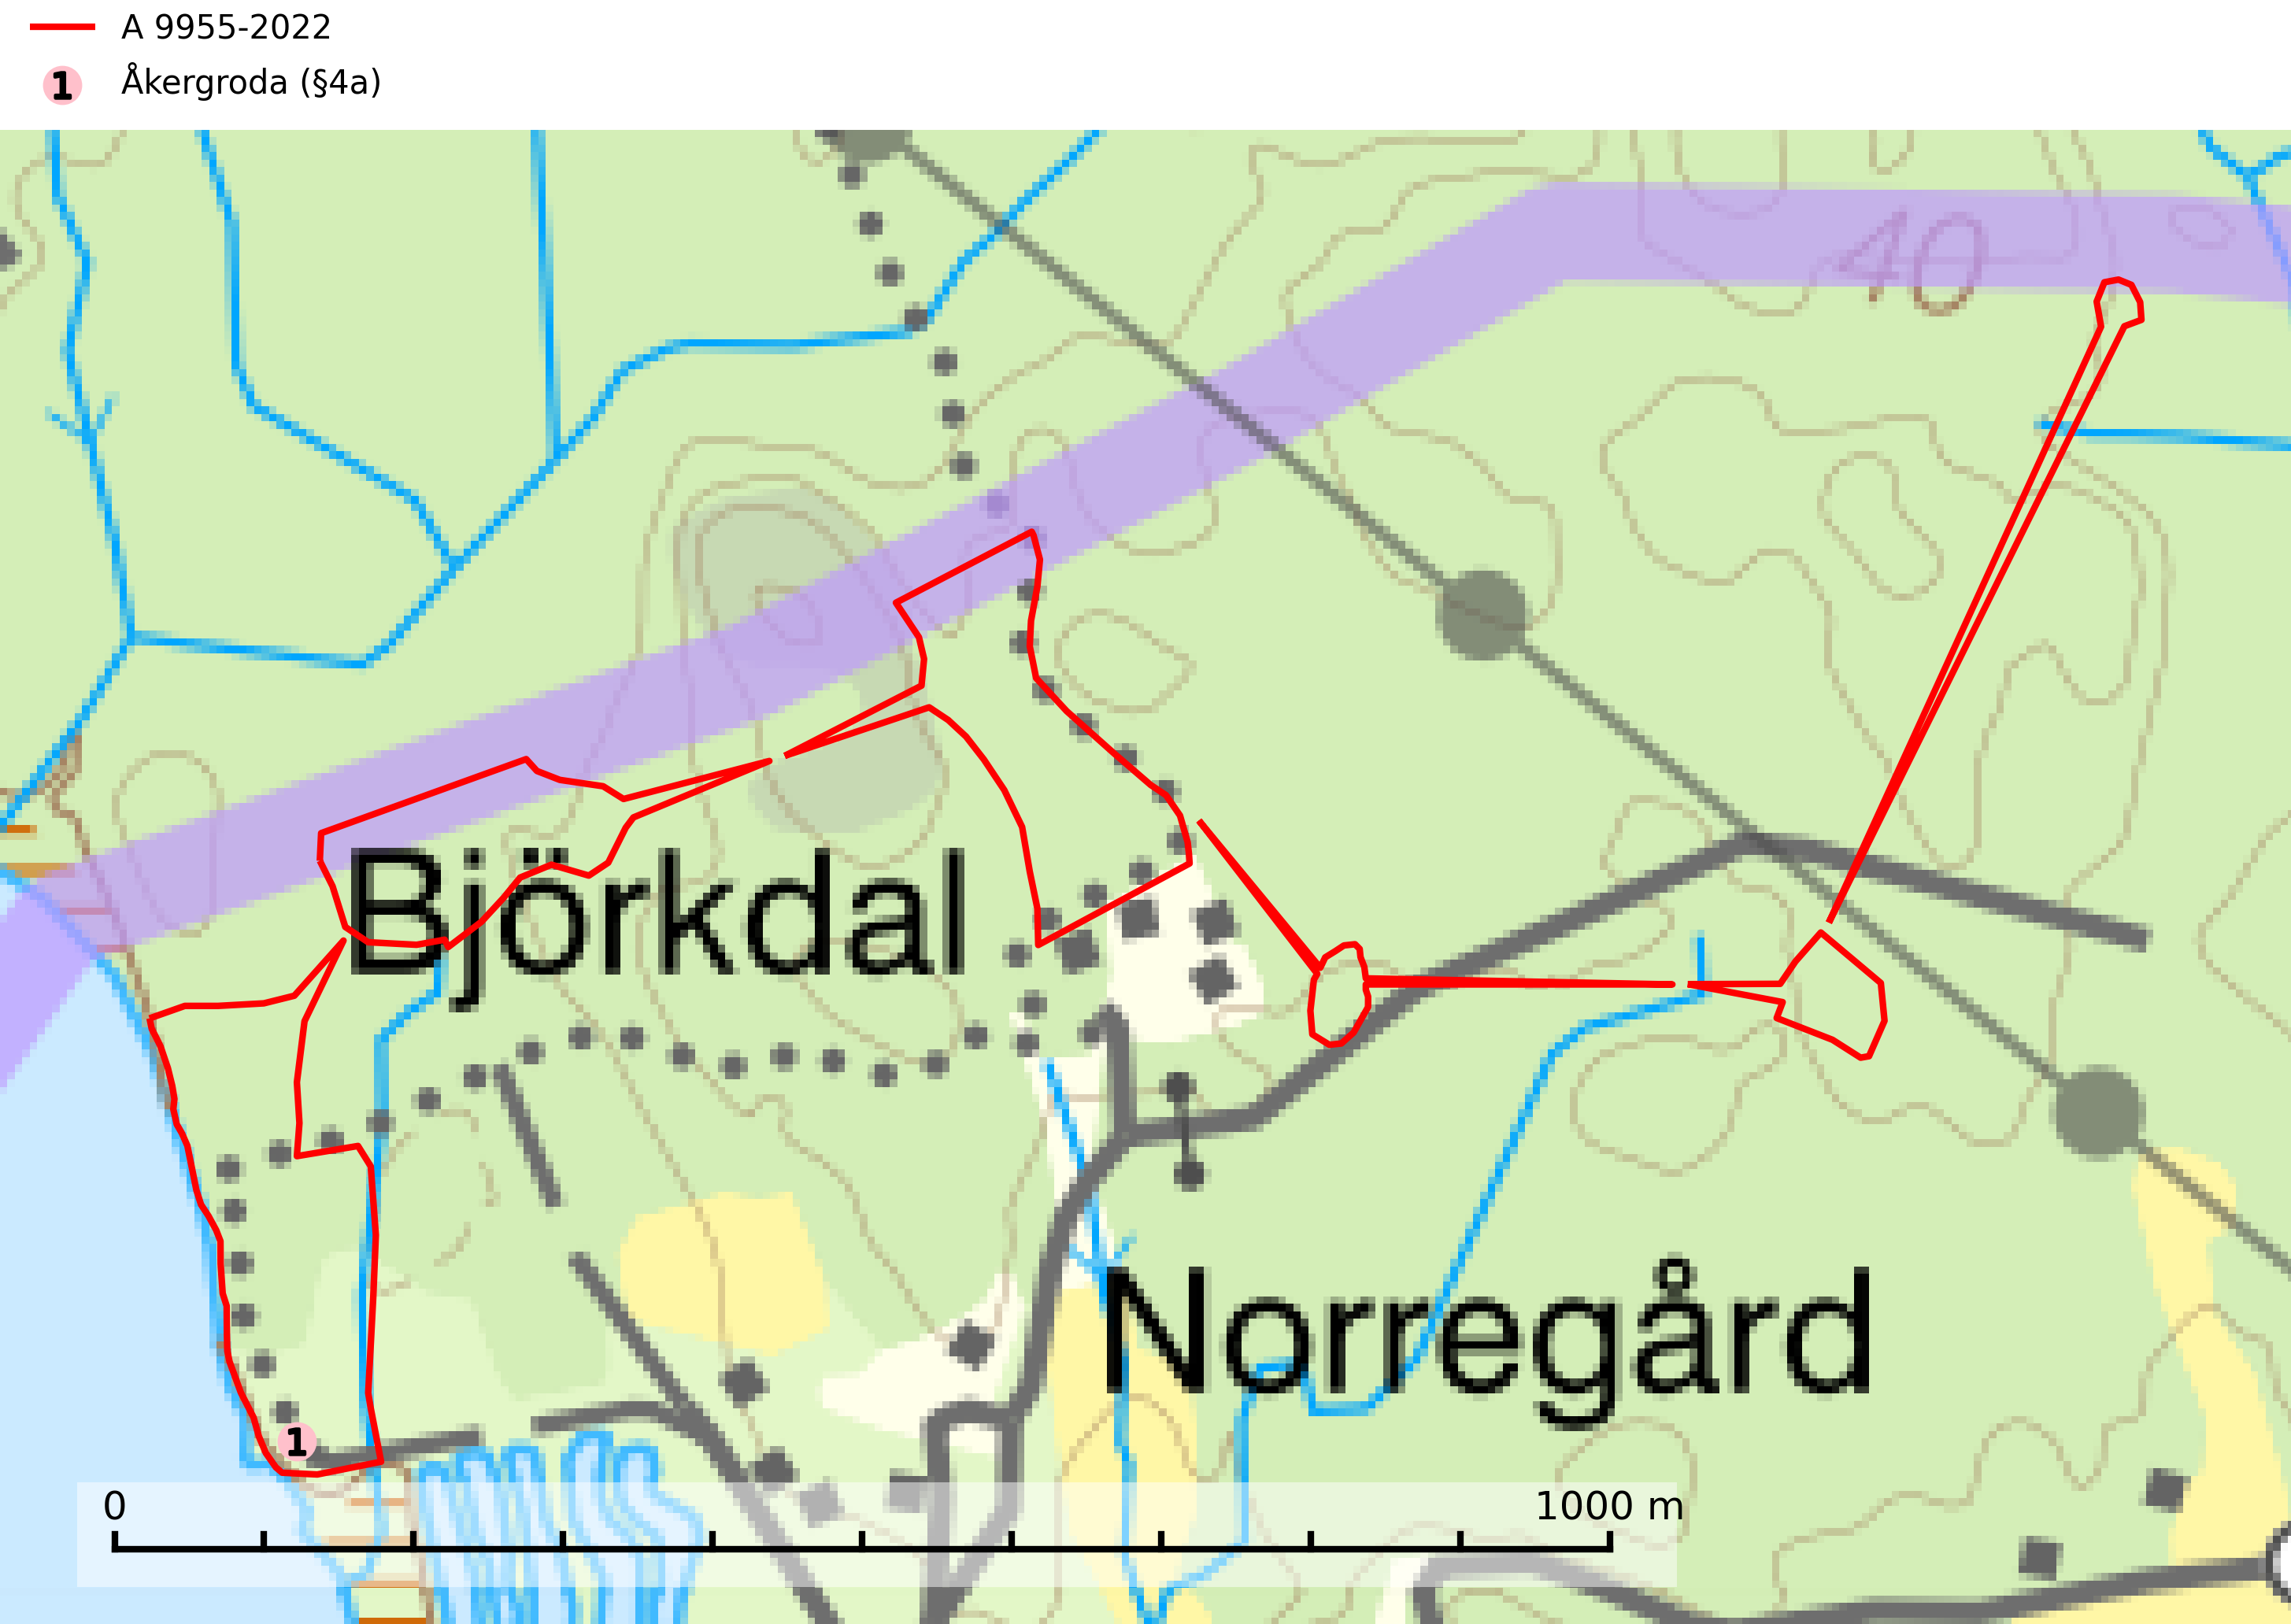 A 9955-2022
1 Åkergroda (§4a)
40
Björkdal
Norregård
1
0 1000 m